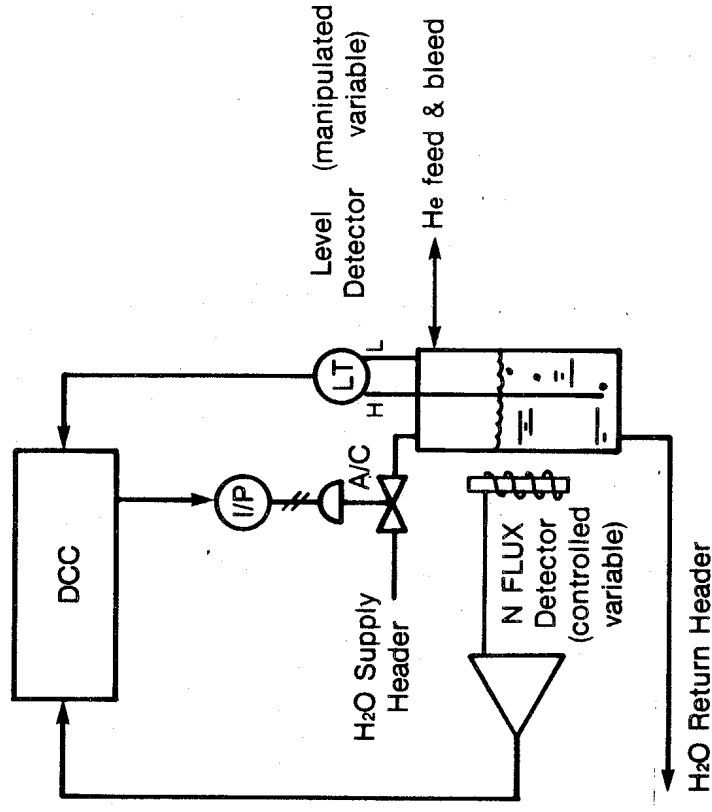 DCC
I/P
A/C
LT
H
L
Level (manipulated
Detector variable)
He feed & bleed
H2O Supply
Header
N FLUX
Detector
(controlled
variable)
H2O Return Header